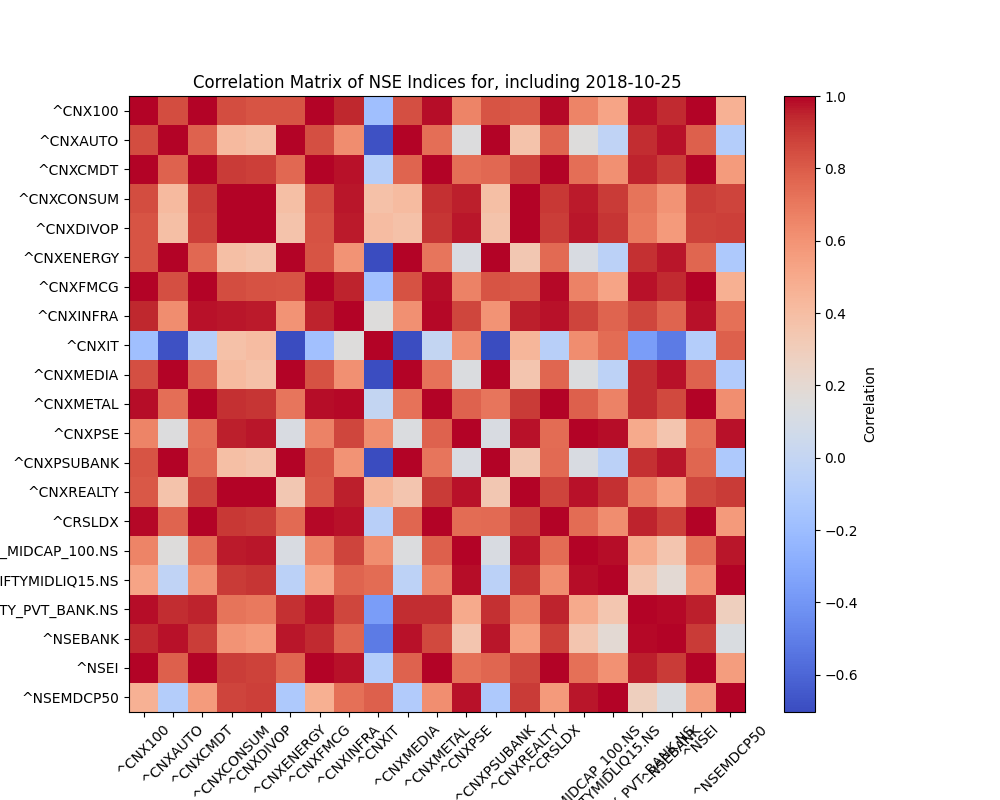 Correlation Matrix of NSE Indices for, including 2018-10-25
^CNX100
^CNXAUTO
^CNXCMDT
^CNXCONSUM
^CNXDIVOP
^CNXENERGY
^CNXFMCG
^CNXINFRA
^CNXIT
^CNXMEDIA
^CNXMETAL
^CNXPSE
^CNXPSUBANK
^CNXREALTY
^CRSLDX
_MIDCAP_100.NS
IFTYMIDLIQ15.NS
TY_PVT_BANK.NS
^NSEBANK
^NSEI
^NSEMDCP50
^CNX100
^CNXAUTO
^CNXCMDT
^CNXCONSUM
^CNXDIVOP
^CNXENERGY
^CNXFMCG
^CNXINFRA
^CNXIT
^CNXMEDIA
^CNXMETAL
^CNXPSE
^CNXPSUBANK
^CNXREALTY
^CRSLDX
MIDCAP_100.NS
TYMIDLIQ15.NS
PVT_BANK.NS
^NSEBANK
^NSEI
^NSEMDCP50
1.0
0.8
0.6
0.4
0.2
0.0
−0.2
−0.4
−0.6
Correlation